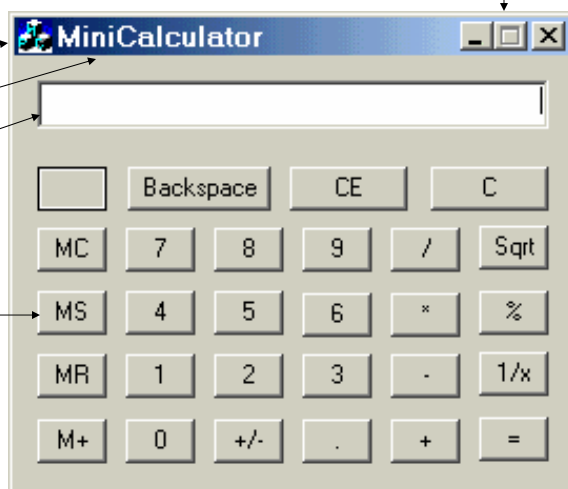 MiniCalculator
Backspace CE C
MC 7 8 9 / Sqrt
MS 4 5 6 * %
MR 1 2 3 - 1/x
M+ 0 +/- . + =